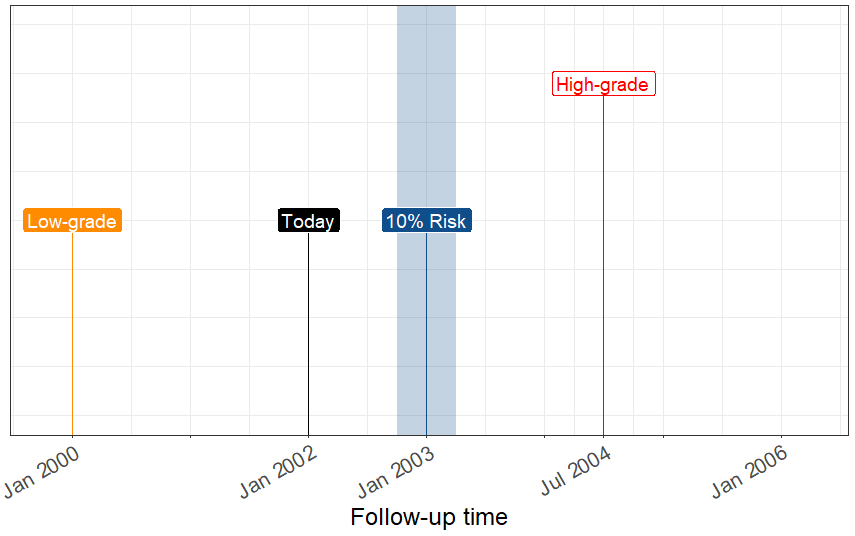 High-grade
Low-grade
Today
10% Risk
Jan 2000
Jan 2002
Jan 2003
Jul 2004
Jan 2006
Follow-up time